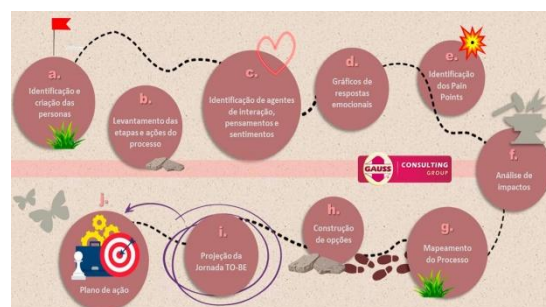 a.
Identificação e
criação das
personas
b.
Levantamento das
etapas e ações do
processo
c.
Identificação de agentes
de interação,
pensamentos e
sentimentos
d.
Gráficos de
respostas
emocionais
e.
Identificação
dos Pain
Points
f.
Análise de
impactos
GAUSS
CONSULTING
GROUP
g.
Mapeamento
do Processo
h.
Construção
de opções
i.
Projeção da
Jornada TO-BE
j.
Plano de ação